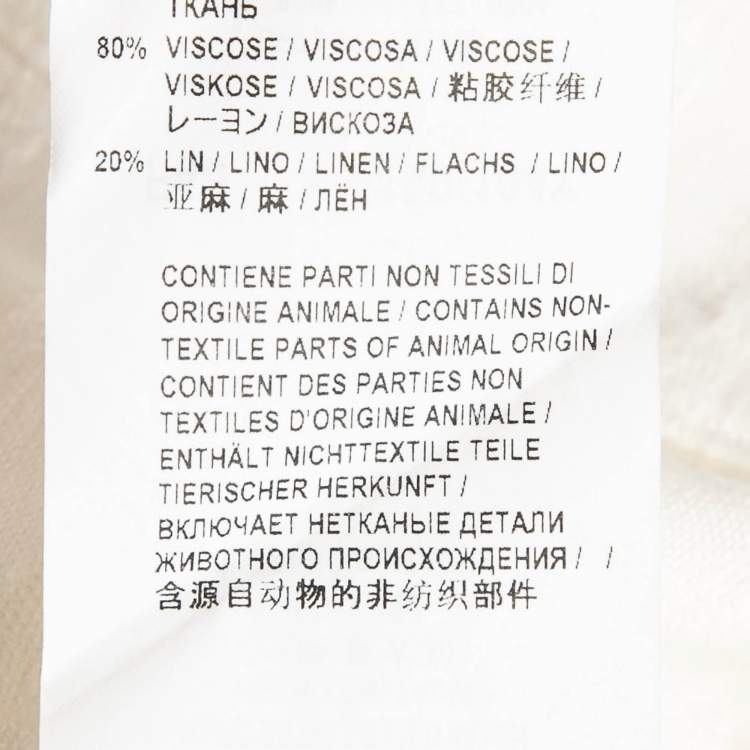 ТКАНЬ
80% VISCOSE / VISCOSA / VISCOSE /
VISKOSE / VISCOSA / 粘胶纤维 /
レーヨン / ВИСКОЗА
20% LIN / LINO / LINEN / FLACHS / LINO /
亚麻 / 麻 / ЛЁН
CONTIENE PARTI NON TESSILI DI
ORIGINE ANIMALE / CONTAINS NON-
TEXTILE PARTS OF ANIMAL ORIGIN /
CONTIENT DES PARTIES NON
TEXTILES D'ORIGINE ANIMALE /
ENTHÄLT NICHTTEXTILE TEILE
TIERISCHER HERKUNFT /
ВКЛЮЧАЕТ НЕТКАНЫЕ ДЕТАЛИ
ЖИВОТНОГО ПРОИСХОЖДЕНИЯ / /
含源自动物的非纺织部件